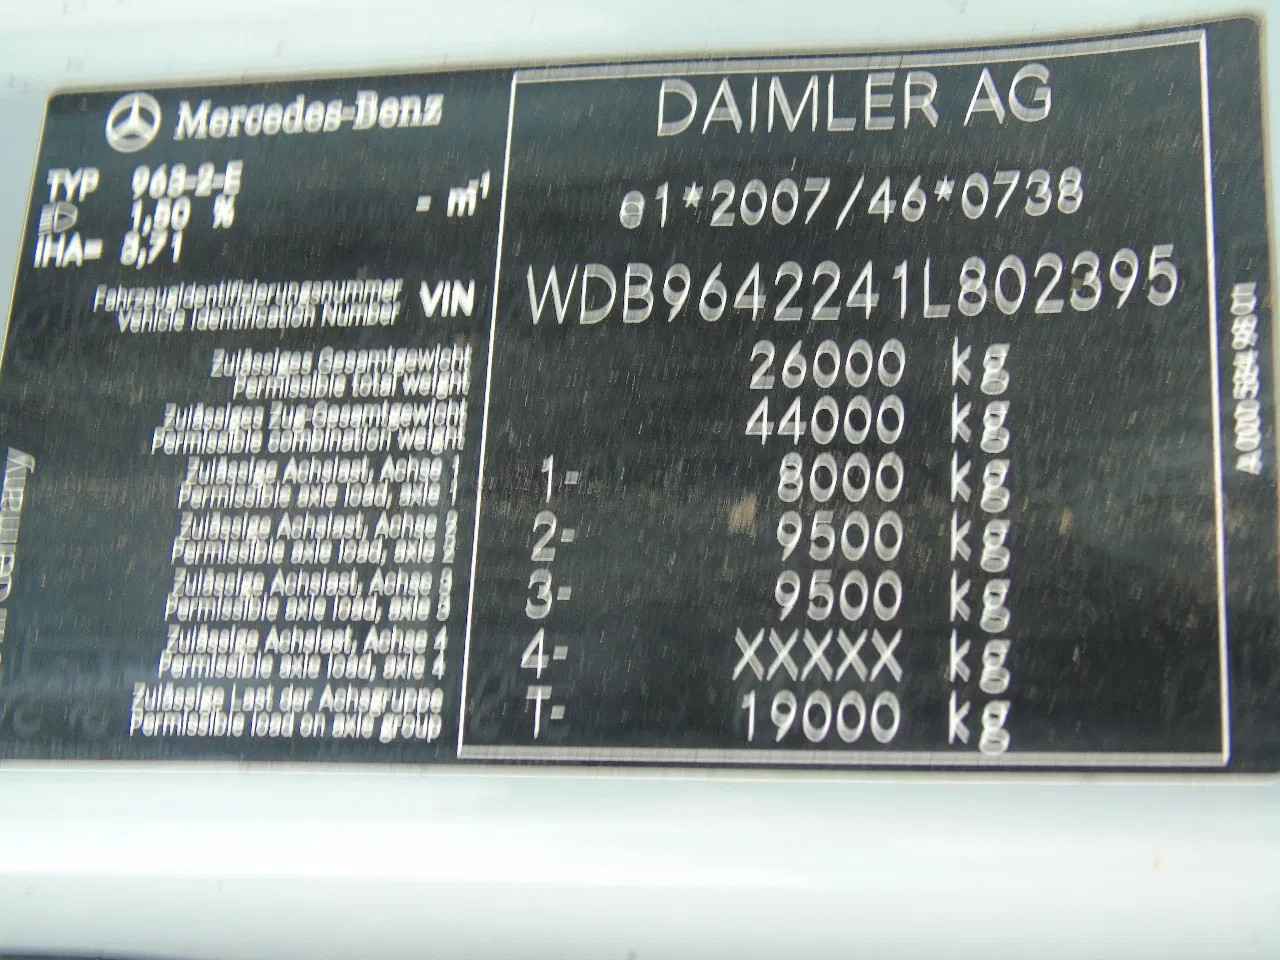 Mercedes-Benz
TYP 963-2-E
1,80 % - m-1
IHA= 8,71
Fahrzeugidentifizierungsnummer
Vehicle Identification Number VIN
Zulässiges Gesamtgewicht
Permissible total weight
Zulässiges Zug-Gesamtgewicht
Permissible combination weight
Zulässige Achslast, Achse 1
Permissible axle load, axle 1
Zulässige Achslast, Achse 2
Permissible axle load, axle 2
Zulässige Achslast, Achse 3
Permissible axle load, axle 3
Zulässige Achslast, Achse 4
Permissible axle load, axle 4
Zulässige Last der Achsgruppe
Permissible load on axle group
DAIMLER AG
e1*2007/46*0738
WDB9642241L802395
26000 kg
44000 kg
1- 8000 kg
2- 9500 kg
3- 9500 kg
4- XXXXX kg
T- 19000 kg
A 000 584 98 01